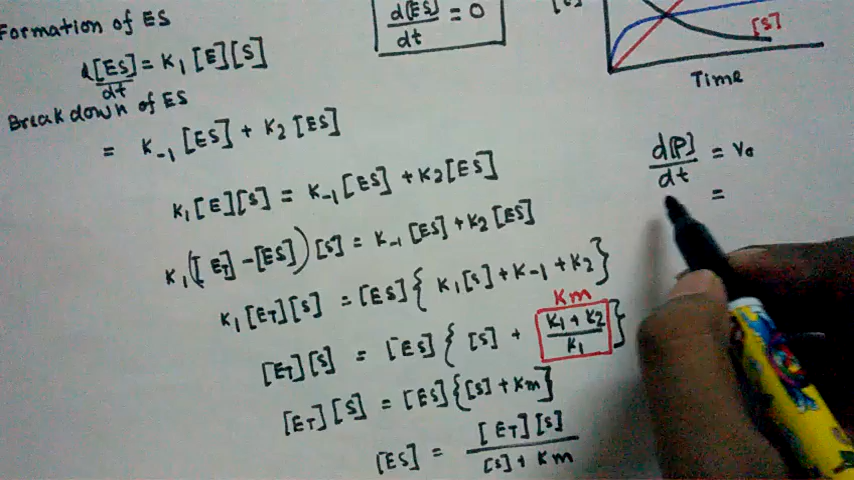 Formation of ES
d[ES]/dt = K1 [E][S]
Breakdown of ES
= K-1 [ES] + K2 [ES]
K1[E][S] = K-1[ES] + K2[ES]
K1([ET] - [ES])[S] = K-1[ES] + K2[ES]
K1[ET][S] = [ES]{ K1[S] + K-1 + K2}
Km
[ET][S] = [ES]{ [S] + K1 + K2/K1 }
[ET][S] = [ES]{[S] + Km}
[ES] = [ET][S]/[S] + Km
d[ES]/dt = 0
[S]
Time
d[P]/dt = V0
=